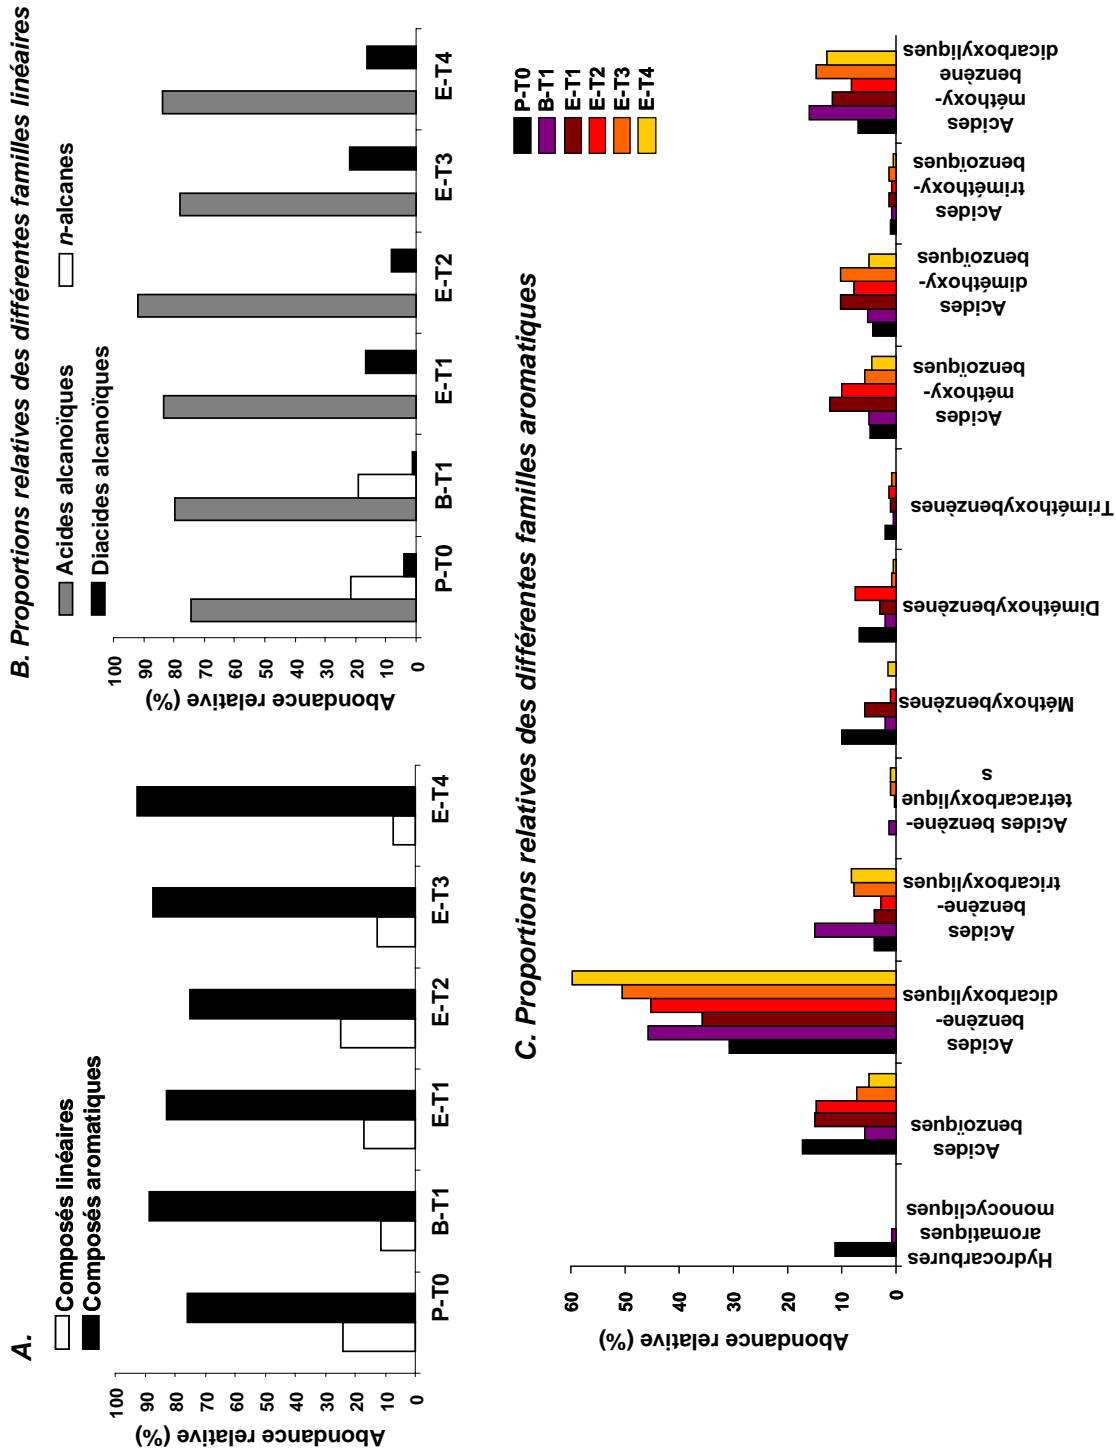 A.
Composés linéaires
Composés aromatiques
Abondance relative (%)
100
90
80
70
60
50
40
30
20
10
0
P-T0
B-T1
E-T1
E-T2
E-T3
E-T4
B. Proportions relatives des différentes familles linéaires
Acides alcanoïques
n-alcanes
Diacides alcanoïques
Abondance relative (%)
100
90
80
70
60
50
40
30
20
10
0
P-T0
B-T1
E-T1
E-T2
E-T3
E-T4
C. Proportions relatives des différentes familles aromatiques
P-T0
B-T1
E-T1
E-T2
E-T3
E-T4
Abondance relative (%)
60
50
40
30
20
10
0
Hydrocarbures
aromatiques
monocycliques
Acides
benzoïques
Acides
benzène-
dicarboxyliques
Acides
benzène-
tricarboxyliques
Acides benzène-
tetracarboxylique
s
Méthoxybenzènes
Diméthoxybenzènes
Triméthoxybenzènes
Acides
méthoxy-
benzoïques
Acides
diméthoxy-
benzoïques
Acides
triméthoxy-
benzoïques
Acides
méthoxy-
benzène
dicarboxyliques